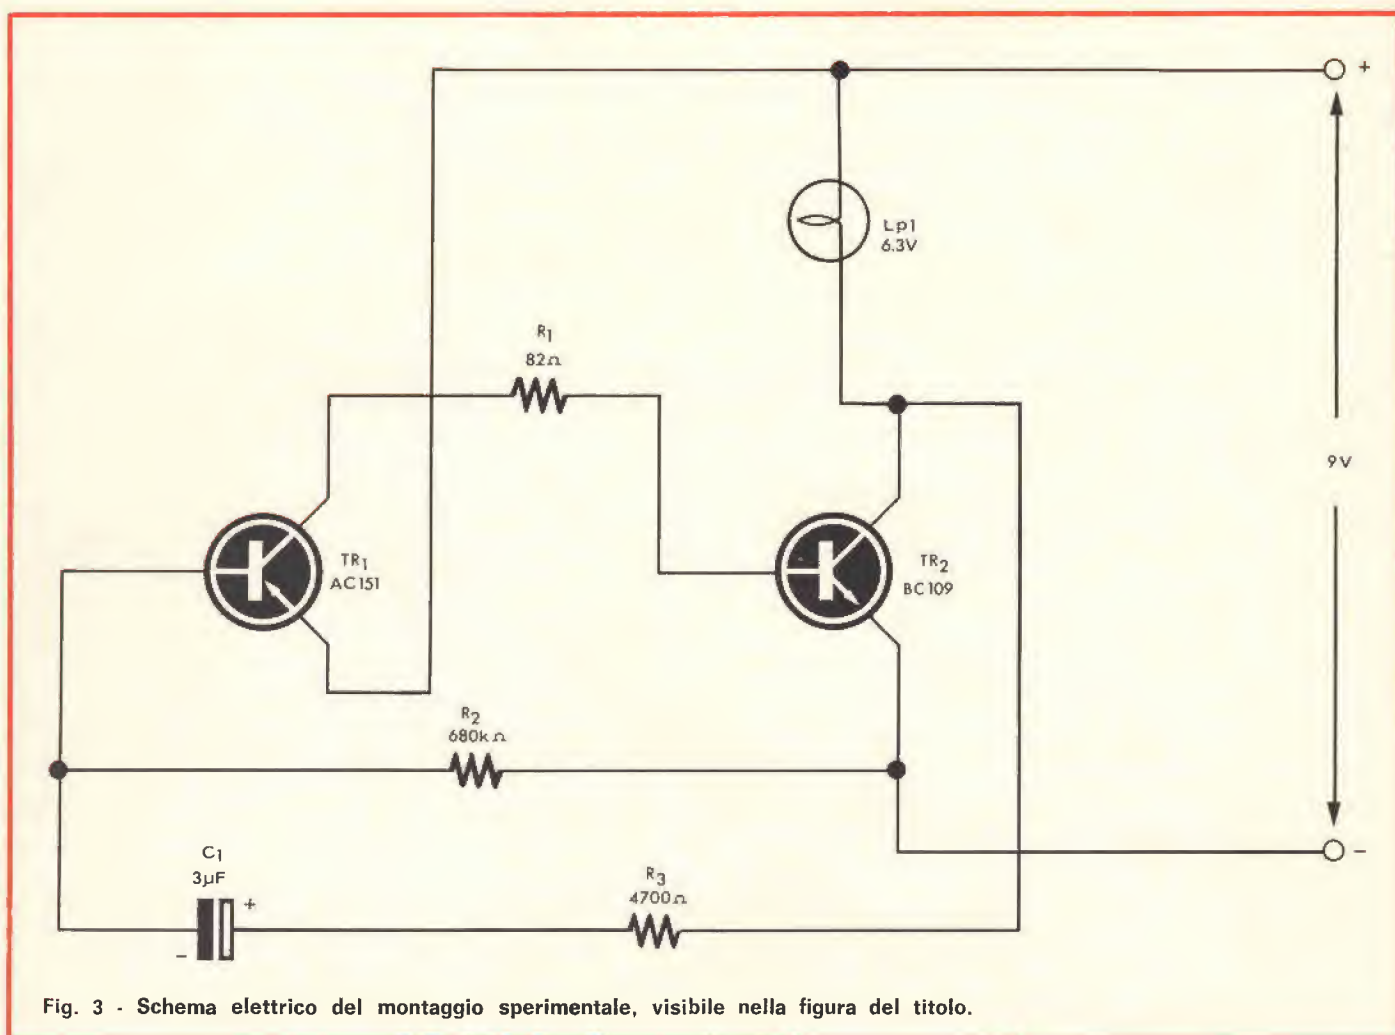 +
Lp1
6.3V
R1
82Ω
9V
TR1
AC151
TR2
BC109
R2
680kΩ
C1
3µF
+
-
R3
4700Ω
-
Fig. 3 - Schema elettrico del montaggio sperimentale, visibile nella figura del titolo.